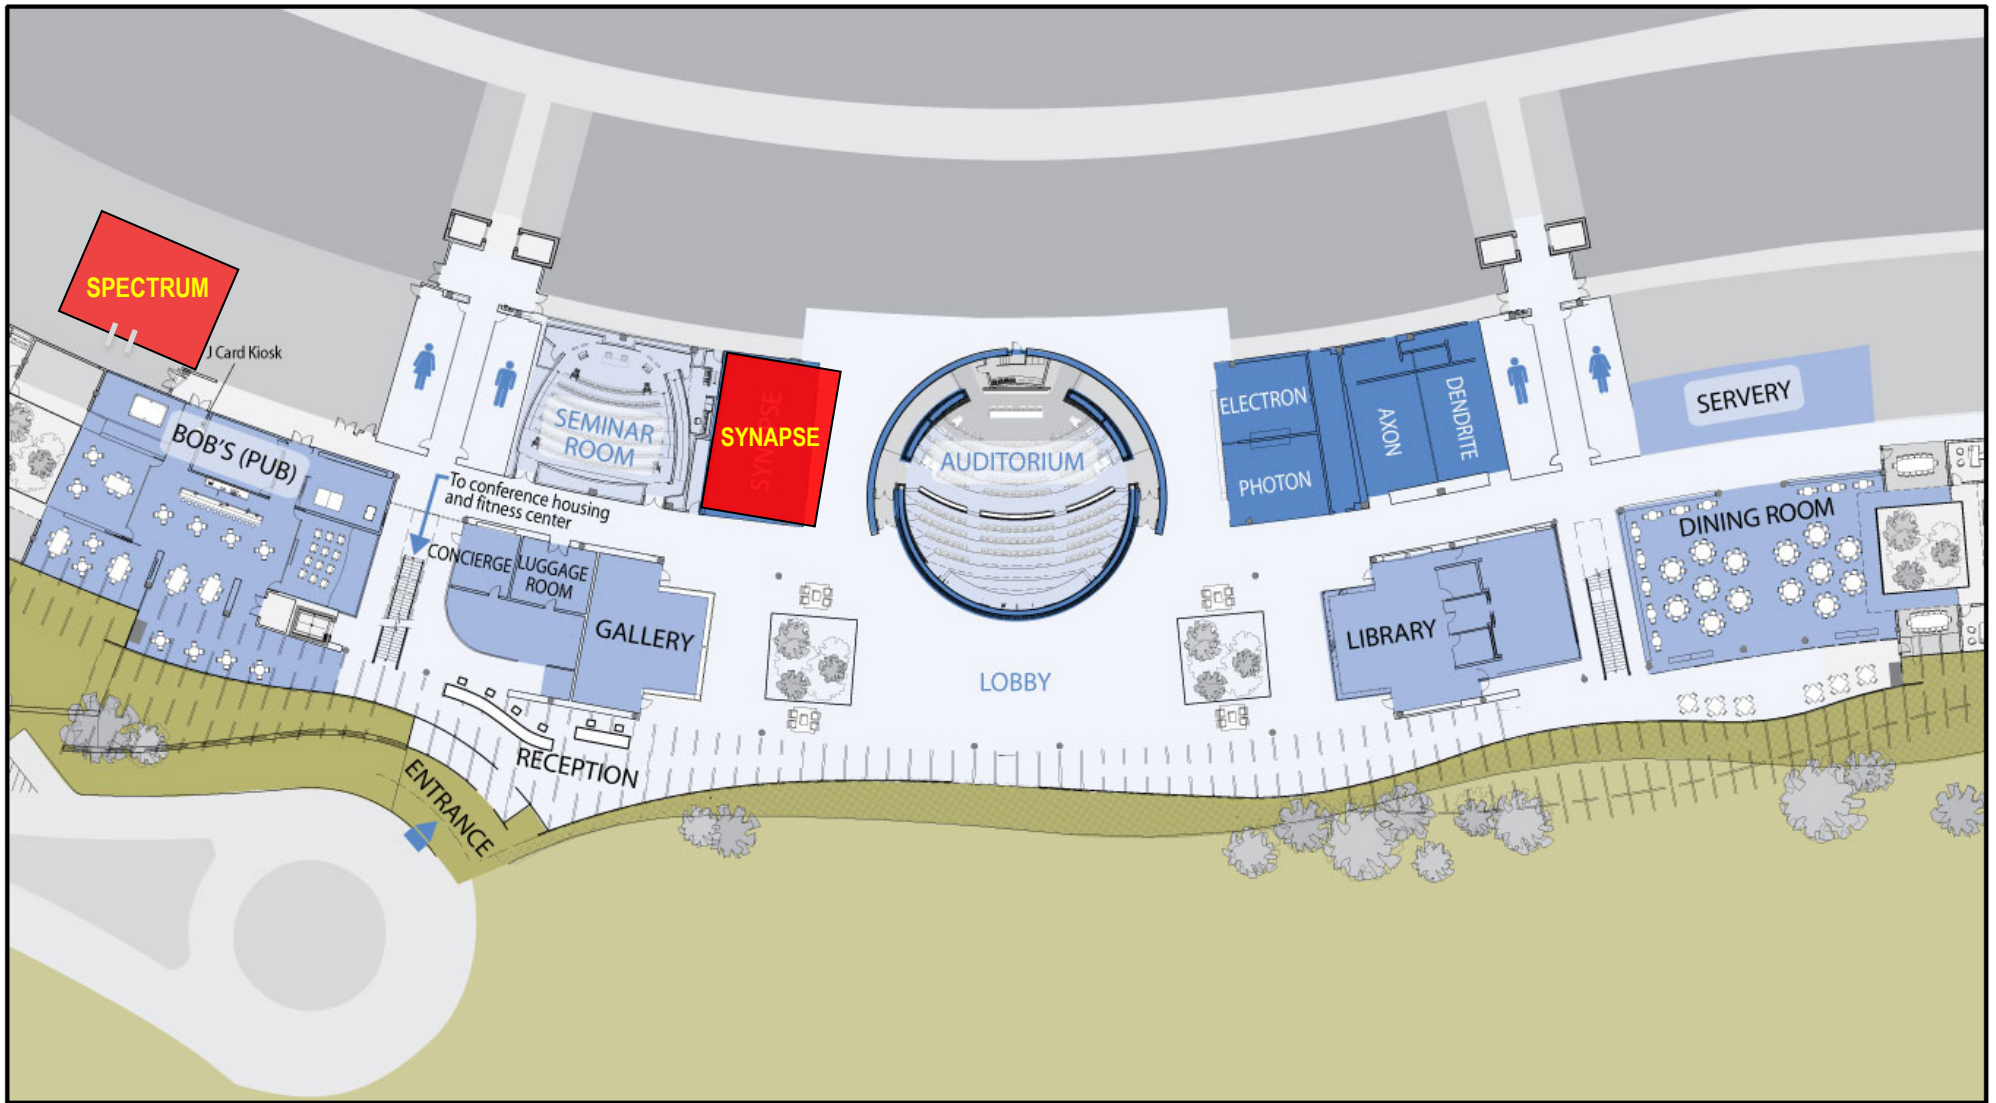 SPECTRUM
J Card Kiosk
BOB'S (PUB)
To conference housing
and fitness center
CONCIERGE
LUGGAGE
ROOM
SEMINAR
ROOM
SYNAPSE
SYNAPSE
GALLERY
RECEPTION
ENTRANCE
AUDITORIUM
LOBBY
ELECTRON
PHOTON
AXON
DENDRITE
SERVERY
DINING ROOM
LIBRARY